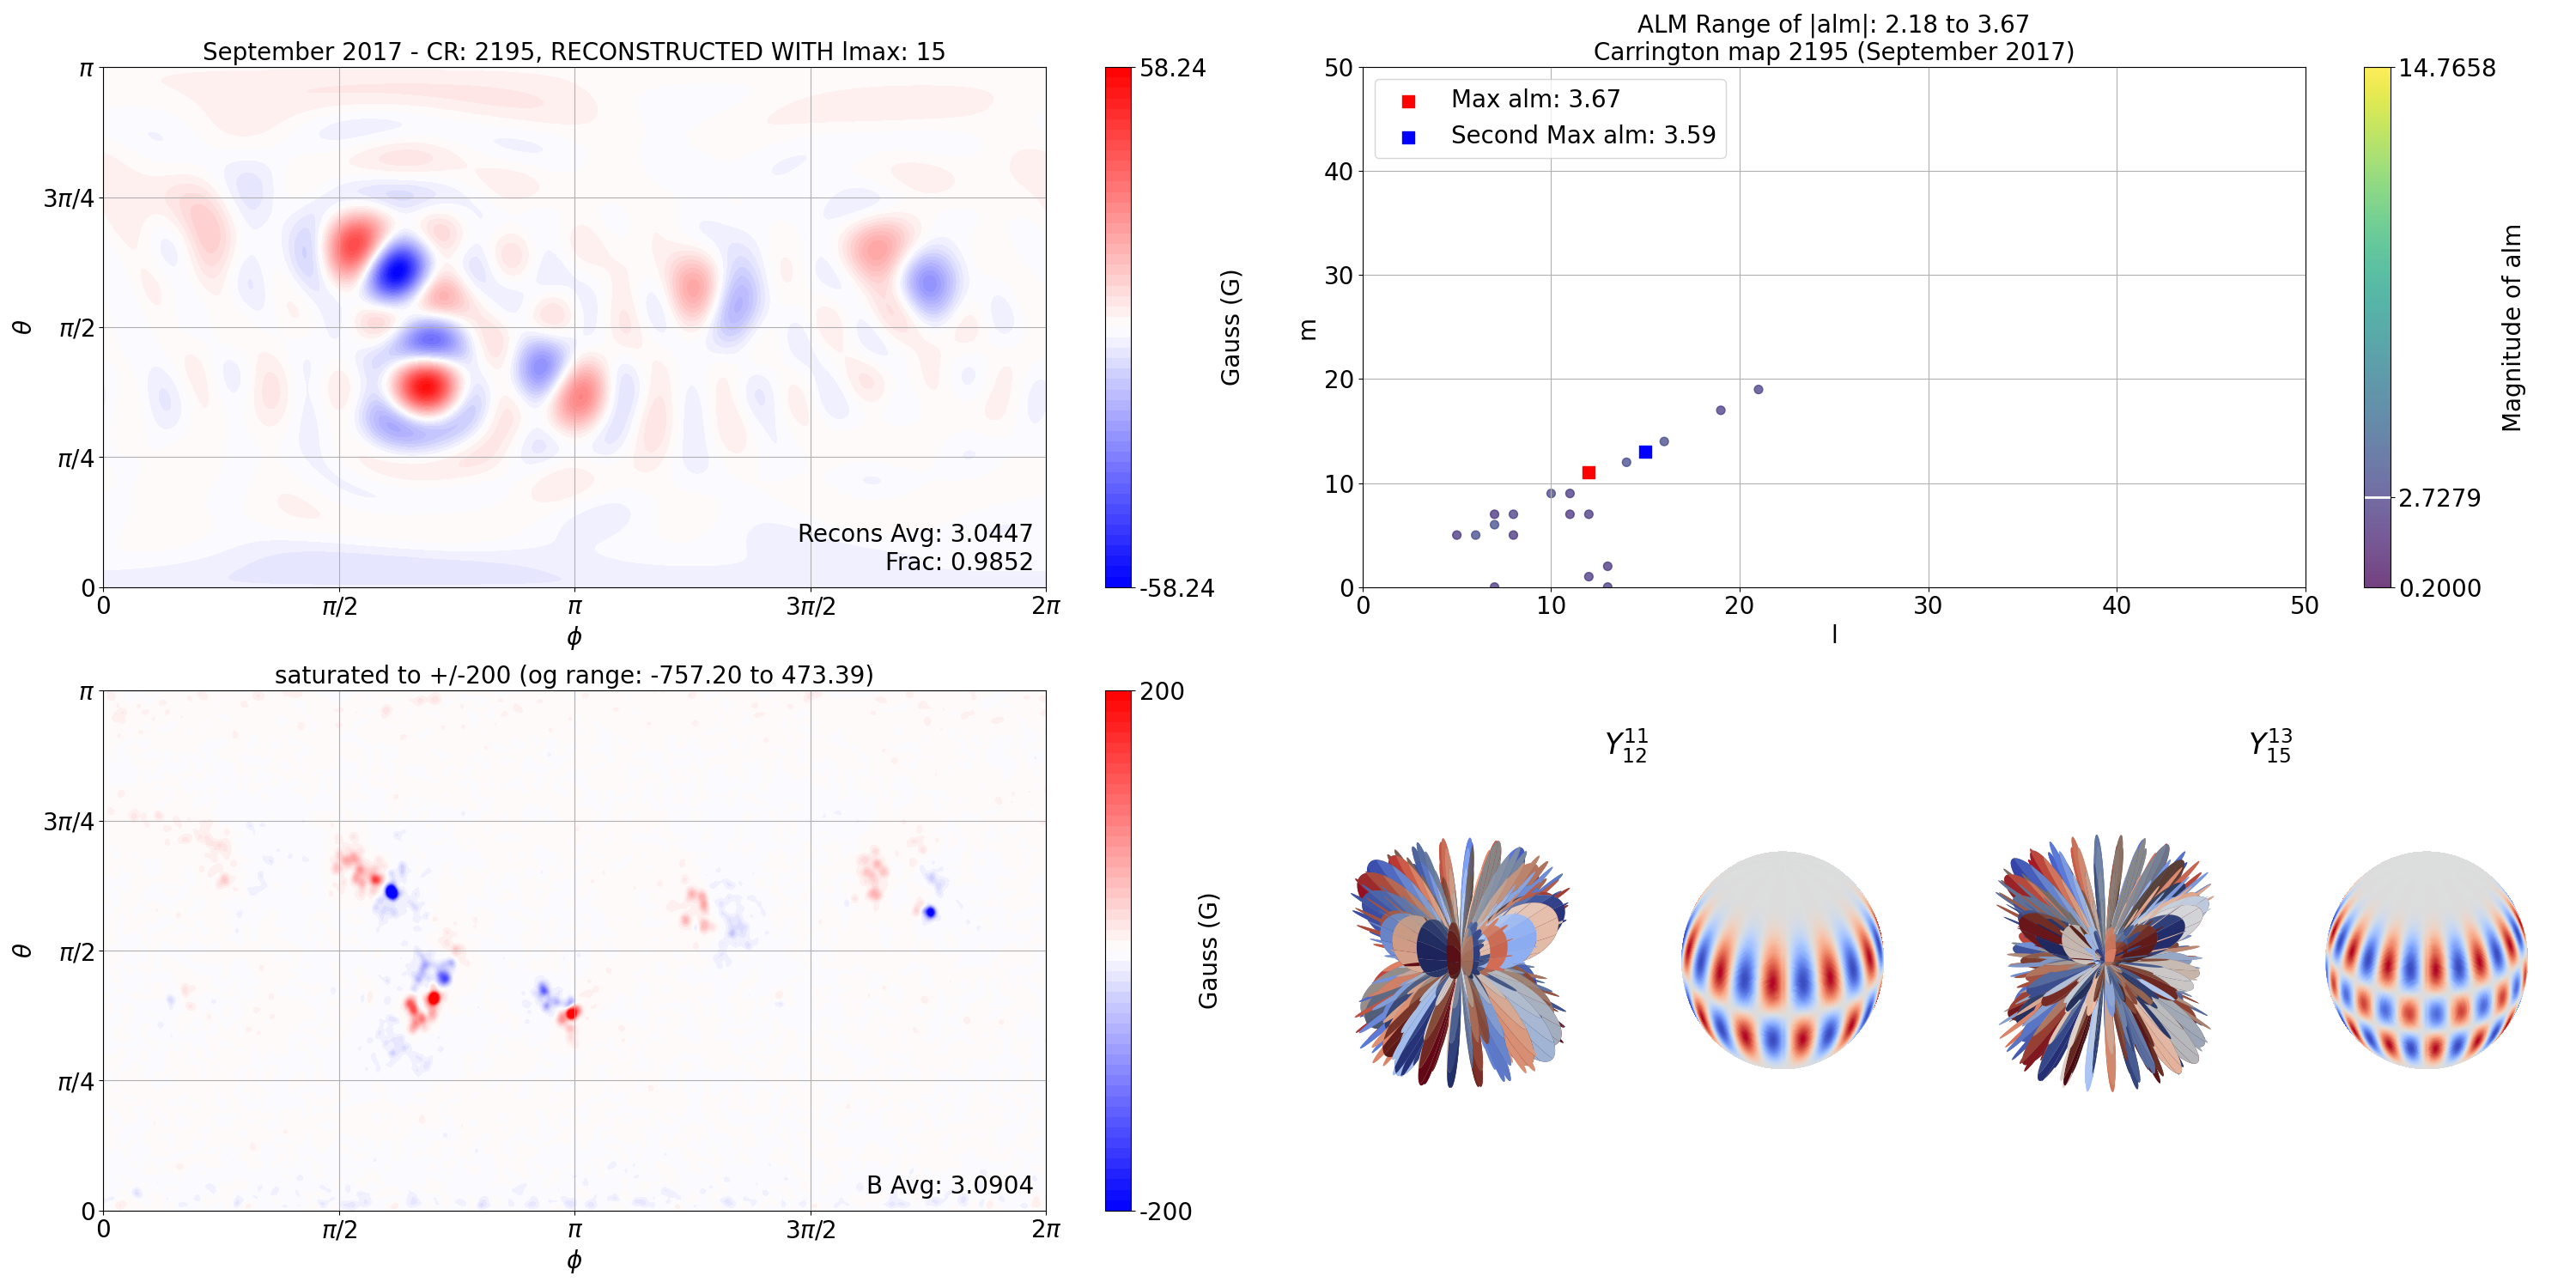 September 2017 - CR: 2195, RECONSTRUCTED WITH lmax: 15
π
3π/4
π/2
π/4
0
θ
0
π/2
π
3π/2
2π
ϕ
Recons Avg: 3.0447
Frac: 0.9852
58.24
-58.24
Gauss (G)
ALM Range of |alm|: 2.18 to 3.67
Carrington map 2195 (September 2017)
Max alm: 3.67
Second Max alm: 3.59
50
40
30
20
10
0
m
0
10
20
30
40
50
l
14.7658
2.7279
0.2000
Magnitude of alm
saturated to +/-200 (og range: -757.20 to 473.39)
π
3π/4
π/2
π/4
0
θ
0
π/2
π
3π/2
2π
ϕ
B Avg: 3.0904
200
-200
Gauss (G)
Y₁₂¹¹
Y₁₅¹³